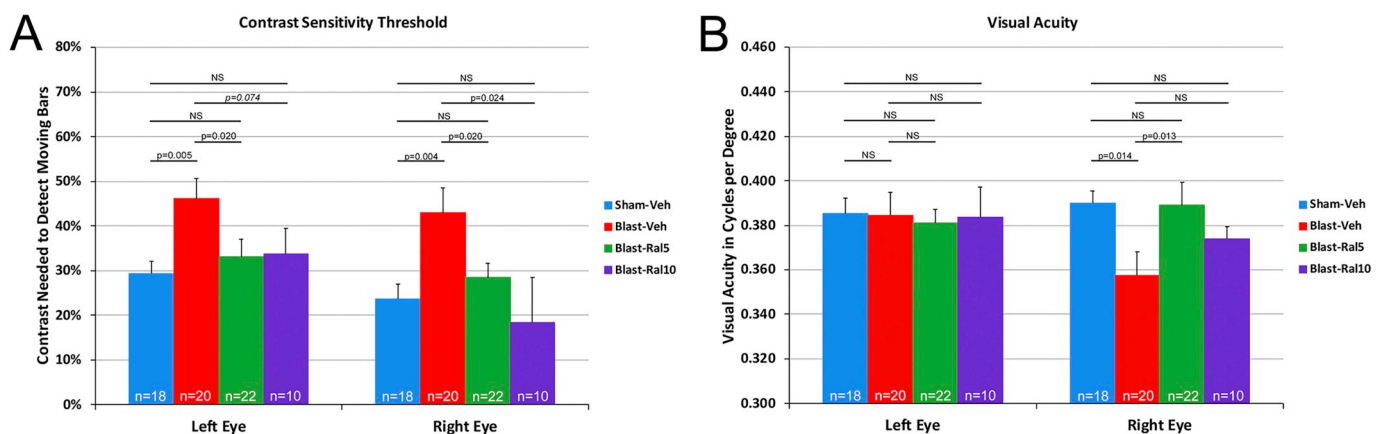 A
Contrast Sensitivity Threshold
Contrast Needed to Detect Moving Bars
80%
70%
60%
50%
40%
30%
20%
10%
0%
NS
p=0.074
NS
p=0.020
p=0.005
NS
p=0.024
NS
p=0.020
p=0.004
n=18
n=20
n=22
n=10
n=18
n=20
n=22
n=10
Left Eye
Right Eye
Sham-Veh
Blast-Veh
Blast-Ral5
Blast-Ral10
B
Visual Acuity
Visual Acuity in Cycles per Degree
0.460
0.440
0.420
0.400
0.380
0.360
0.340
0.320
0.300
NS
NS
NS
NS
NS
NS
NS
NS
p=0.013
p=0.014
n=18
n=20
n=22
n=10
n=18
n=20
n=22
n=10
Left Eye
Right Eye
Sham-Veh
Blast-Veh
Blast-Ral5
Blast-Ral10